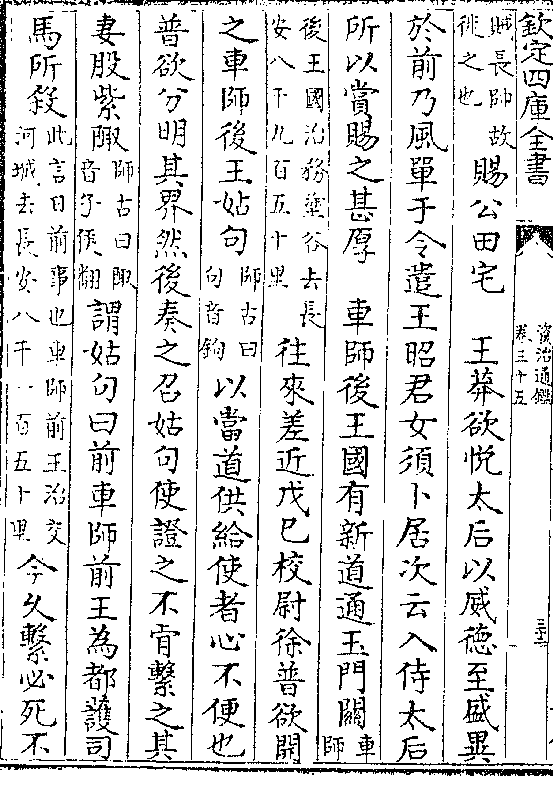 欽定四庫全書
資治通鑑
卷三十五
賊長帥故
徘之也
賜公田宅　王莽欲悅太后以威德至盛異
於前乃風單于令遣王昭君女須卜居次云入侍太后
所以賞賜之甚厚　車師後王國有新道通玉門關
車師
後王國治務塗谷去長
安八千九百五十里
往來差近戊巳校尉徐普欲開
之車師後王姑句
師古曰
句音鉤
以當道供給使者心不便也
普欲分明其界然後奏之召姑句使證之不肯繫之其
妻股紫陬
師古曰陬
音子侯翻
謂姑句曰前車師前王為都護司
馬所殺
此言日前事也車師前王治交
河城去長安八千一百五十里
今久繫必死不